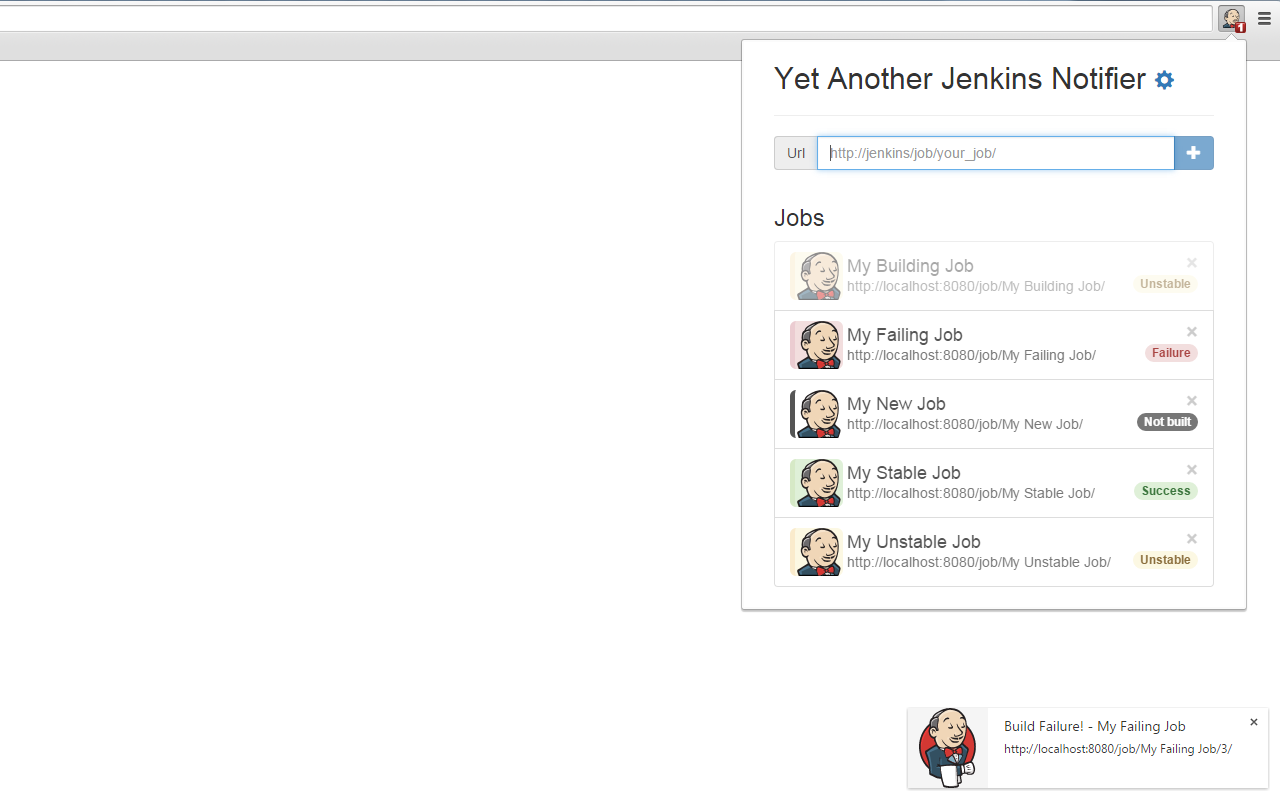 1
Yet Another Jenkins Notifier
Url http://jenkins/job/your_job/
Jobs
My Building Job
http://localhost:8080/job/My Building Job/ Unstable
My Failing Job
http://localhost:8080/job/My Failing Job/ Failure
My New Job
http://localhost:8080/job/My New Job/ Not built
My Stable Job
http://localhost:8080/job/My Stable Job/ Success
My Unstable Job
http://localhost:8080/job/My Unstable Job/ Unstable
Build Failure! - My Failing Job
http://localhost:8080/job/My Failing Job/3/